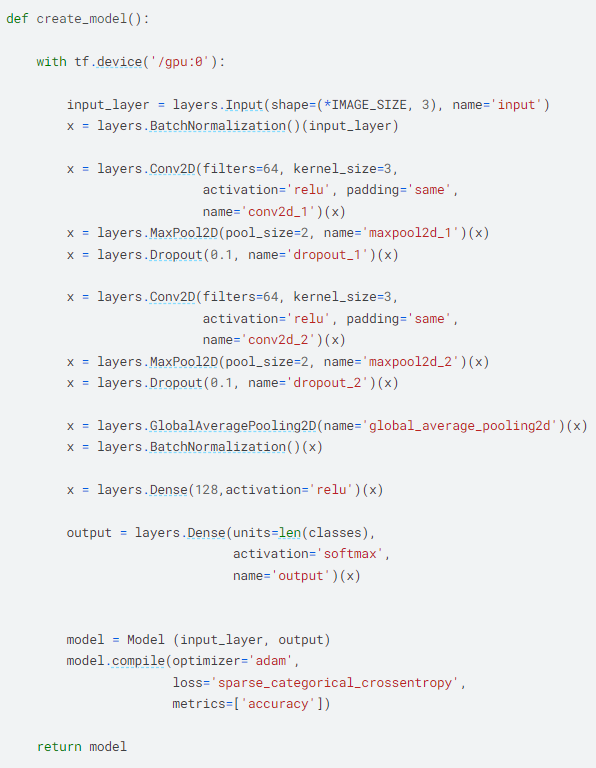 def create_model():
with tf.device('/gpu:0'):
input_layer = layers.Input(shape=(*IMAGE_SIZE, 3), name='input')
x = layers.BatchNormalization()(input_layer)
x = layers.Conv2D(filters=64, kernel_size=3,
activation='relu', padding='same',
name='conv2d_1')(x)
x = layers.MaxPool2D(pool_size=2, name='maxpool2d_1')(x)
x = layers.Dropout(0.1, name='dropout_1')(x)
x = layers.Conv2D(filters=64, kernel_size=3,
activation='relu', padding='same',
name='conv2d_2')(x)
x = layers.MaxPool2D(pool_size=2, name='maxpool2d_2')(x)
x = layers.Dropout(0.1, name='dropout_2')(x)
x = layers.GlobalAveragePooling2D(name='global_average_pooling2d')(x)
x = layers.BatchNormalization()(x)
x = layers.Dense(128,activation='relu')(x)
output = layers.Dense(units=len(classes),
activation='softmax',
name='output')(x)
model = Model (input_layer, output)
model.compile(optimizer='adam',
loss='sparse_categorical_crossentropy',
metrics=['accuracy'])
return model